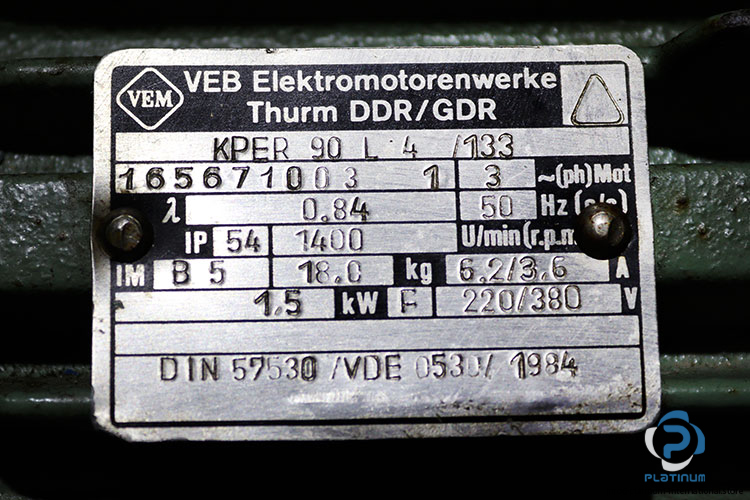 VEM
VEB Elektromotorenwerke
Thurm DDR/GDR
KPER 90 L 4 /133
165671003 1 3 ~(ph)Mot
λ 0.84 50 Hz
IP 54 1400 U/min(r.p.m
IM B 5 18.0 kg 6.2/3.6 A
1.5 kW F 220/380 V
DIN 57530 /VDE 0530/ 1984
P
PLATINUM